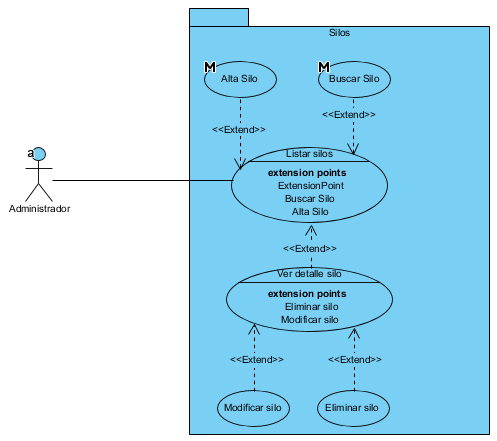 Silos
M
Alta Silo
M
Buscar Silo
<<Extend>>
<<Extend>>
a
Administrador
Listar silos
extension points
ExtensionPoint
Buscar Silo
Alta Silo
<<Extend>>
Ver detalle silo
extension points
Eliminar silo
Modificar silo
<<Extend>>
<<Extend>>
Modificar silo
Eliminar silo